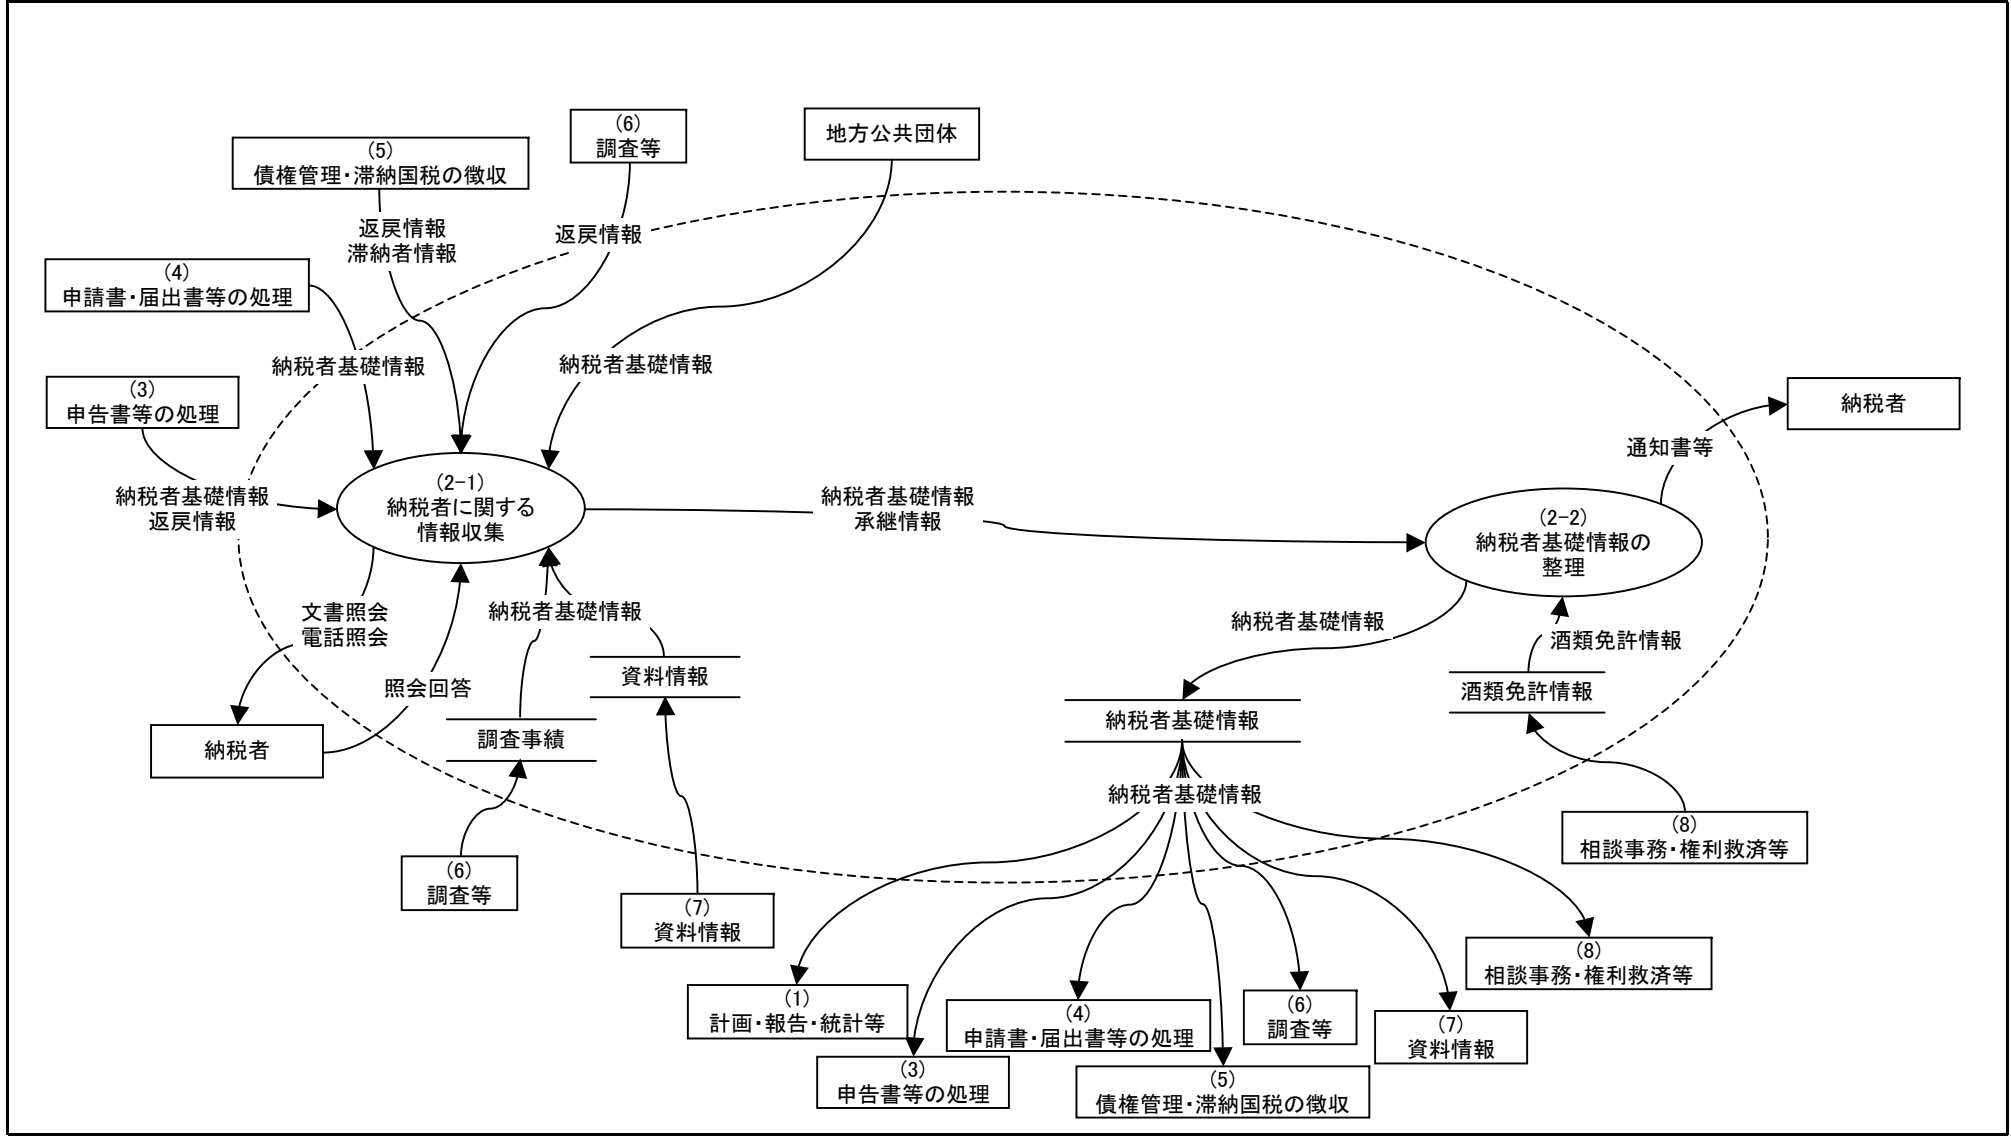 (6)
調査等
地方公共団体
(5)
債権管理・滞納国税の徴収
返戻情報
滞納者情報
返戻情報
(4)
申請書・届出書等の処理
納税者基礎情報
納税者基礎情報
(3)
申告書等の処理
納税者
通知書等
納税者基礎情報
返戻情報
(2-1)
納税者に関する
情報収集
納税者基礎情報
承継情報
(2-2)
納税者基礎情報の
整理
文書照会
電話照会
納税者基礎情報
納税者基礎情報
酒類免許情報
資料情報
照会回答
酒類免許情報
納税者基礎情報
調査事績
納税者
納税者基礎情報
(8)
相談事務・権利救済等
(6)
調査等
(7)
資料情報
(8)
相談事務・権利救済等
(1)
計画・報告・統計等
(6)
調査等
(4)
申請書・届出書等の処理
(7)
資料情報
(3)
申告書等の処理
(5)
債権管理・滞納国税の徴収